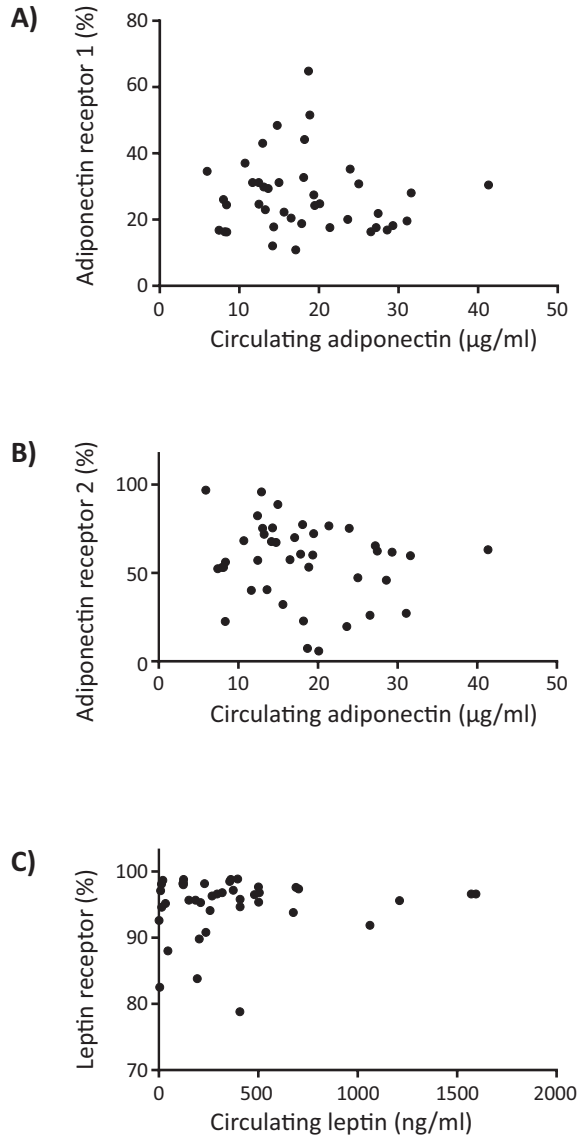 A)
Adiponectin receptor 1 (%)
80
60
40
20
0
0 10 20 30 40 50
Circulating adiponectin (µg/ml)
B)
Adiponectin receptor 2 (%)
100
50
0
0 10 20 30 40 50
Circulating adiponectin (µg/ml)
C)
Leptin receptor (%)
100
90
80
70
0 500 1000 1500 2000
Circulating leptin (ng/ml)